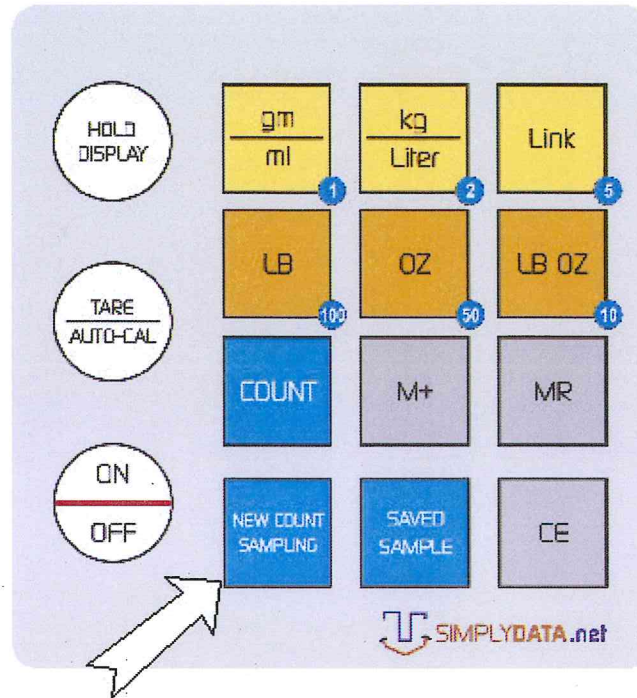 HOLD
DISPLAY
gm
ml
1
kg
Liter
2
Link
5
TARE
AUTO-CAL
LB
100
OZ
50
LB OZ
10
COUNT
M+
MR
ON
OFF
NEW COUNT
SAMPLING
SAVED
SAMPLE
CE
SIMPLYDATA.net